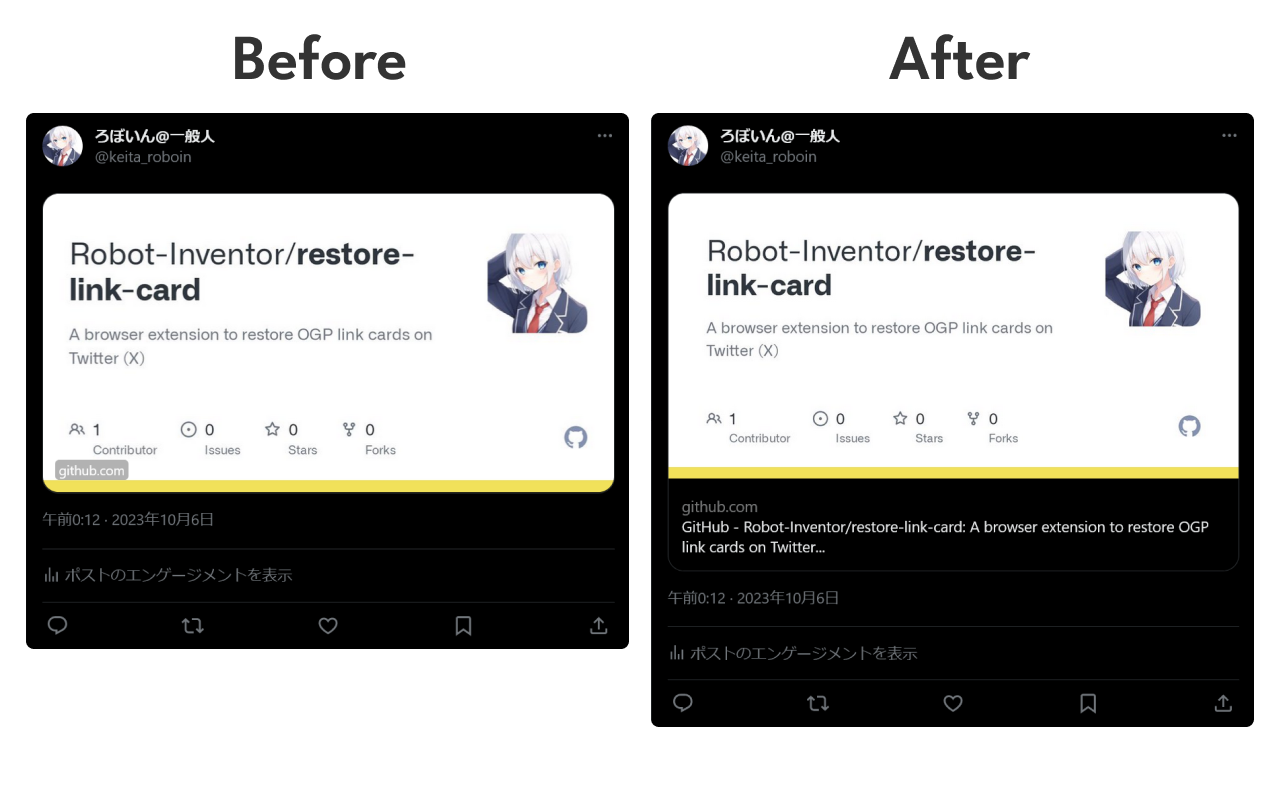 Before
ろぼいん@一般人
@keita_roboin
Robot-Inventor/restore-
link-card
A browser extension to restore OGP link cards on
Twitter (X)
1
Contributor
0
Issues
0
Stars
0
Forks
github.com
午前0:12 · 2023年10月6日
ポストのエンゲージメントを表示
After
ろぼいん@一般人
@keita_roboin
Robot-Inventor/restore-
link-card
A browser extension to restore OGP link cards on
Twitter (X)
1
Contributor
0
Issues
0
Stars
0
Forks
github.com
GitHub - Robot-Inventor/restore-link-card: A browser extension to restore OGP
link cards on Twitter...
午前0:12 · 2023年10月6日
ポストのエンゲージメントを表示